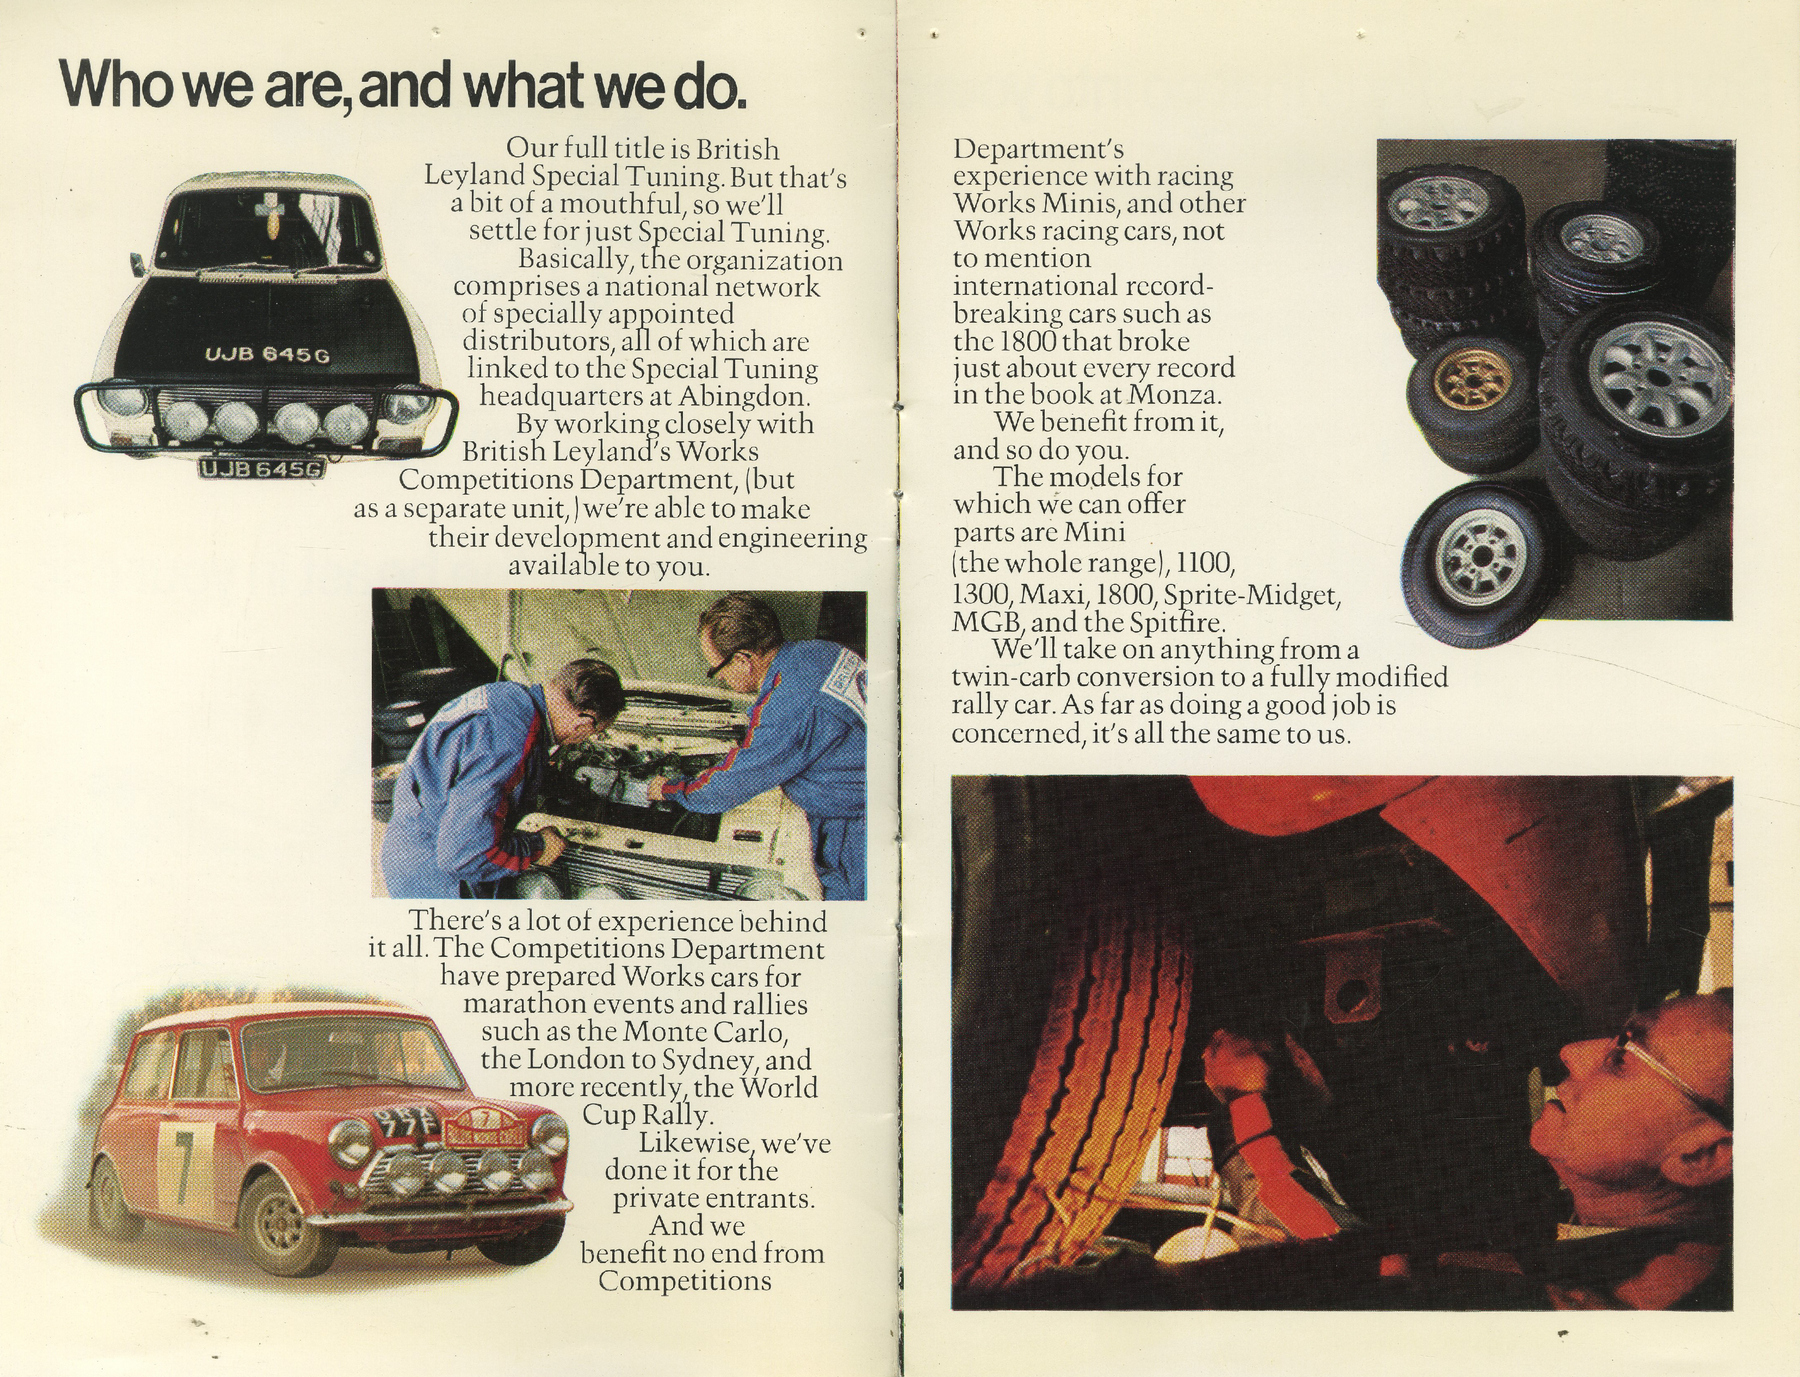 Who we are, and what we do.
Our full title is British
Leyland Special Tuning. But that's
a bit of a mouthful, so we'll
settle for just Special Tuning.
Basically, the organization
comprises a national network
of specially appointed
distributors, all of which are
linked to the Special Tuning
headquarters at Abingdon.
By working closely with
British Leyland's Works
Competitions Department, (but
as a separate unit,) we're able to make
their development and engineering
available to you.
UJB 645G
UJB 645G
There's a lot of experience behind
it all. The Competitions Department
have prepared Works cars for
marathon events and rallies
such as the Monte Carlo,
the London to Sydney, and
more recently, the World
Cup Rally.
Likewise, we've
done it for the
private entrants.
And we
benefit no end from
Competitions
7
77F
7
Department's
experience with racing
Works Minis, and other
Works racing cars, not
to mention
international record-
breaking cars such as
the 1800 that broke
just about every record
in the book at Monza.
We benefit from it,
and so do you.
The models for
which we can offer
parts are Mini
(the whole range), 1100,
1300, Maxi, 1800, Sprite-Midget,
MGB, and the Spitfire.
We'll take on anything from a
twin-carb conversion to a fully modified
rally car. As far as doing a good job is
concerned, it's all the same to us.